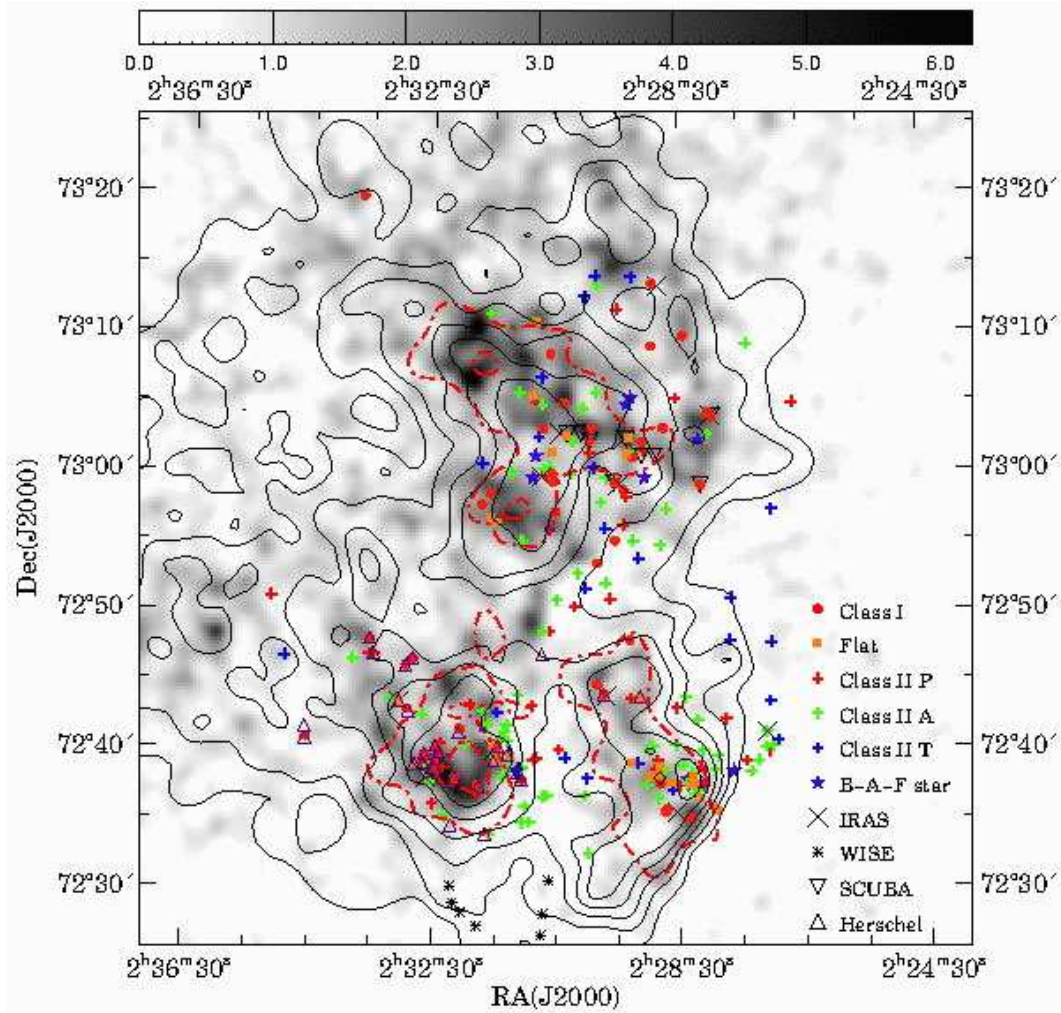 0.0 1.0 2.0 3.0 4.0 5.0 6.0
2ʰ36ᵐ30ˢ 2ʰ32ᵐ30ˢ 2ʰ28ᵐ30ˢ 2ʰ24ᵐ30ˢ
73°20′ 73°20′
73°10′ 73°10′
73°00′ 73°00′
Dec(J2000)
72°50′ 72°50′
Class I
Flat
Class II P
Class II A
72°40′ 72°40′
Class II T
B-A-F star
IRAS
WISE
72°30′ 72°30′
SCUBA
Herschel
2ʰ36ᵐ30ˢ 2ʰ32ᵐ30ˢ 2ʰ28ᵐ30ˢ 2ʰ24ᵐ30ˢ
RA(J2000)